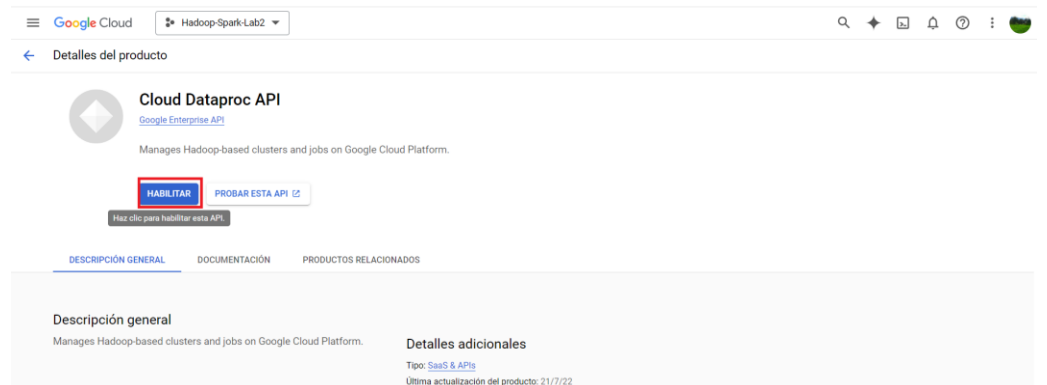 Google Cloud
Hadoop-Spark-Lab2
Detalles del producto
Cloud Dataproc API
Google Enterprise API
Manages Hadoop-based clusters and jobs on Google Cloud Platform.
HABILITAR
PROBAR ESTA API
Haz clic para habilitar esta API.
DESCRIPCIÓN GENERAL
DOCUMENTACIÓN
PRODUCTOS RELACIONADOS
Descripción general
Manages Hadoop-based clusters and jobs on Google Cloud Platform.
Detalles adicionales
Tipo: SaaS & APIs
Última actualización del producto: 21/7/22